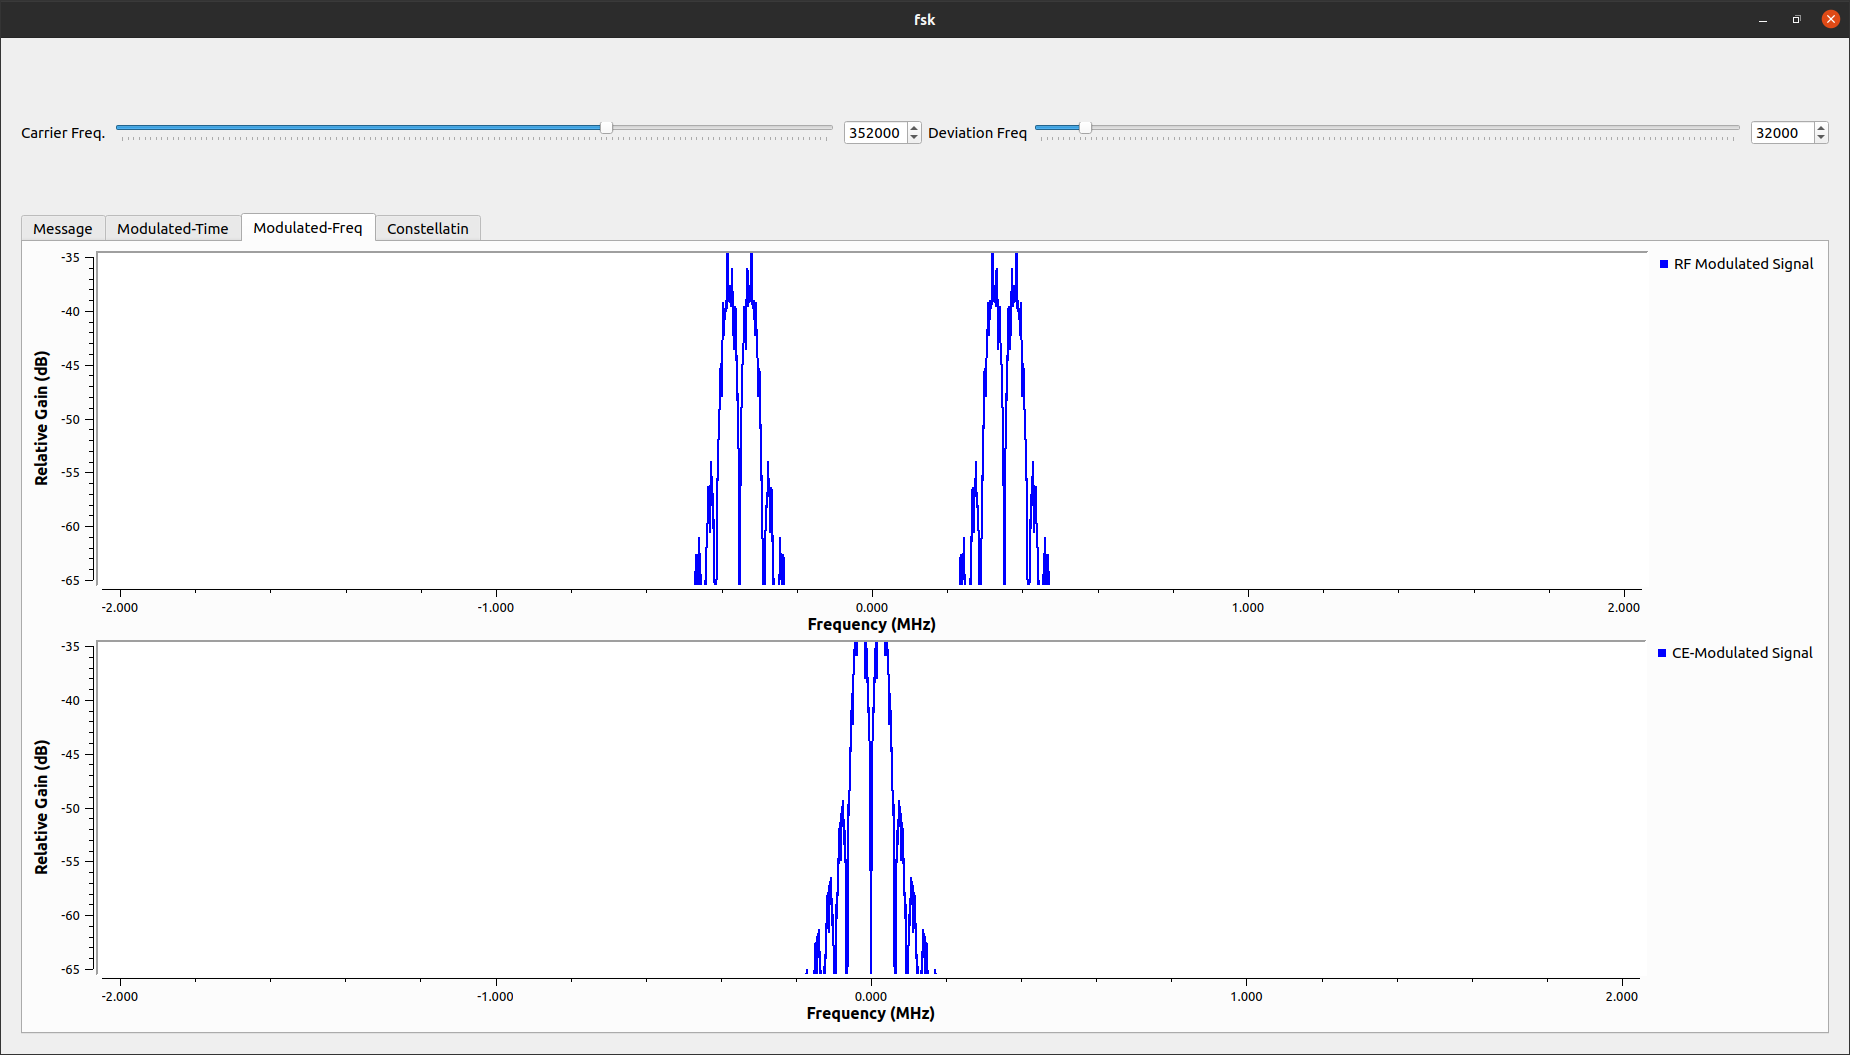 fsk
Carrier Freq. 352000 Deviation Freq 32000
Message Modulated-Time Modulated-Freq Constellatin
-35
-40
-45
-50
-55
-60
-65
Relative Gain (dB)
RF Modulated Signal
-2.000 -1.000 0.000 1.000 2.000
Frequency (MHz)
-35
-40
-45
-50
-55
-60
-65
Relative Gain (dB)
CE-Modulated Signal
-2.000 -1.000 0.000 1.000 2.000
Frequency (MHz)